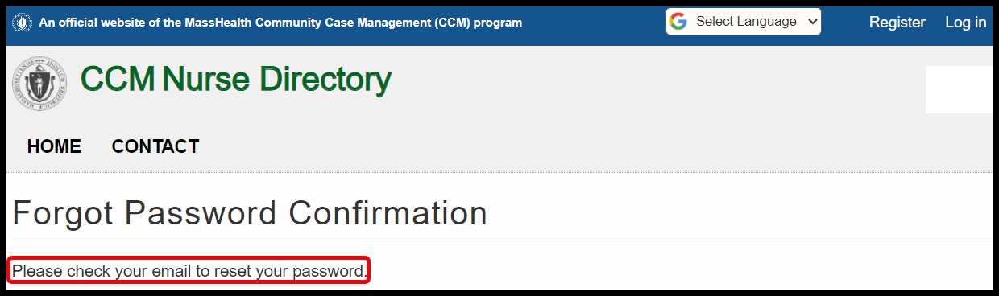 An official website of the MassHealth Community Case Management (CCM) program
Select Language
Register
Log in
CCM Nurse Directory
HOME
CONTACT
Forgot Password Confirmation
Please check your email to reset your password.